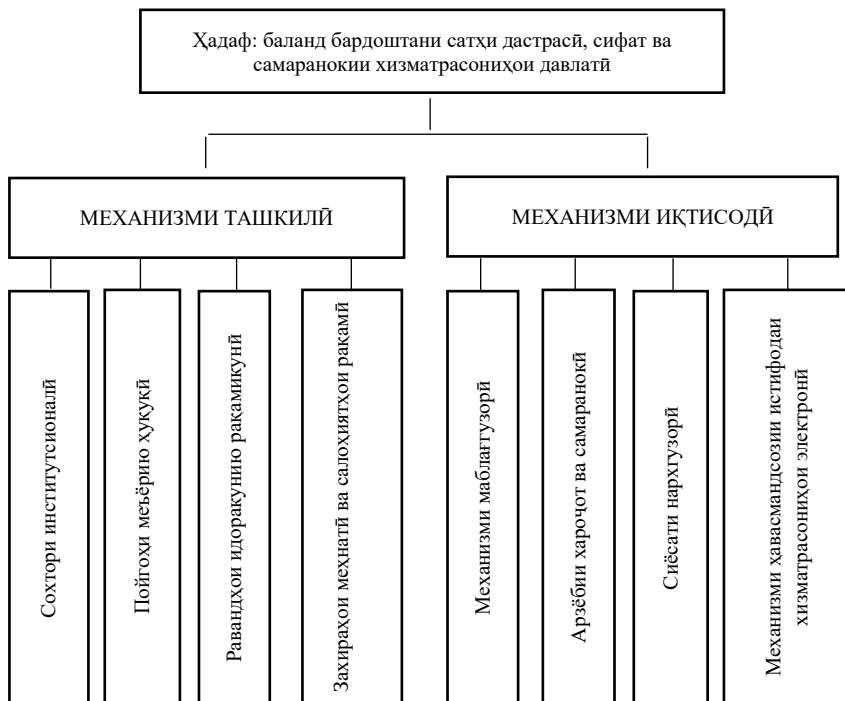 Ҳадаф: баланд бардоштани сатҳи дастрасӣ, сифат ва
самаранокии хизматрасониҳои давлатӣ
МЕХАНИЗМИ ТАШКИЛӢ
МЕХАНИЗМИ ИҚТИСОДӢ
Сохтори институтсионалӣ
Пойгоҳи меъёрию ҳуқуқӣ
Равандҳои идоракунию рақамикунӣ
Захираҳои меҳнатӣ ва салоҳиятҳои рақамӣ
Механизми маблағгузорӣ
Арзёбии хароҷот ва самаранокӣ
Сиёсати нархгузорӣ
Механизми ҳавасмандсозии истифодаи
хизматрасониҳои электронӣ